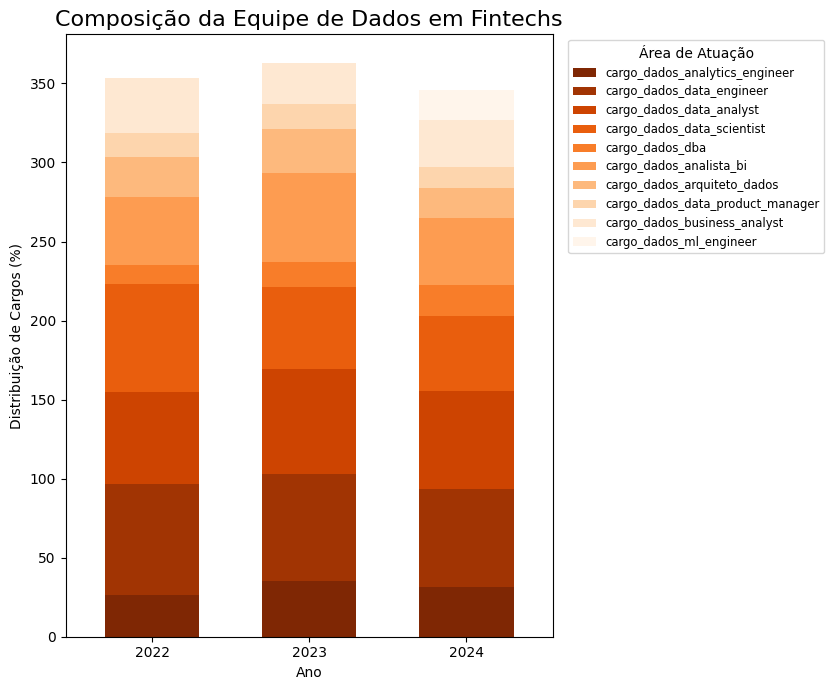 Composição da Equipe de Dados em Fintechs
Distribuição de Cargos (%)
350
300
250
200
150
100
50
0
2022
2023
2024
Ano
Área de Atuação
cargo_dados_analytics_engineer
cargo_dados_data_engineer
cargo_dados_data_analyst
cargo_dados_data_scientist
cargo_dados_dba
cargo_dados_analista_bi
cargo_dados_arquiteto_dados
cargo_dados_data_product_manager
cargo_dados_business_analyst
cargo_dados_ml_engineer